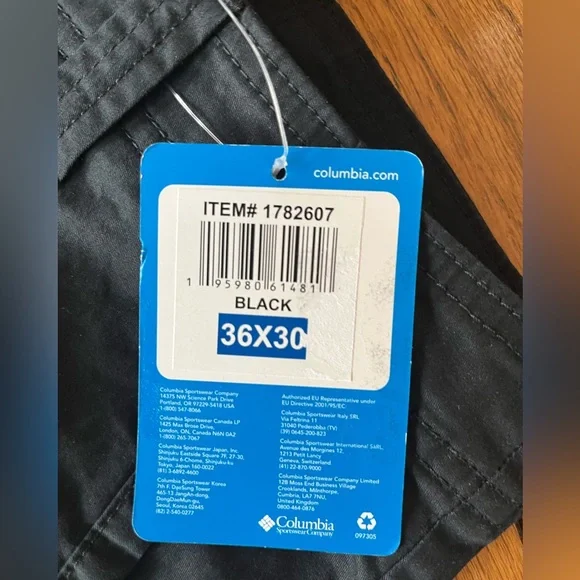 columbia.com
ITEM# 1782607
1 95980 61481 1
BLACK
36X30
Columbia Sportswear Company
14375 NW Science Park Drive
Portland, OR 97229-5418 USA
1-(800) 547-8066
Columbia Sportswear Canada LP
1425 Max Brose Drive,
London, ON, Canada N6N 0A2
1-(800) 265-7067
Columbia Sportswear Japan, Inc.
Shinjuku Eastside Square 7F, 27-30,
Shinjuku 6-Chome, Shinjuku-ku
Tokyo, Japan 160-0022
(81) 3-6892-4600
Columbia Sportswear Korea
7th F. DaeSung Tower
465-13 JangAn-dong,
DongDaeMun-gu,
Seoul, Korea 02645
(82) 2-540-0277
Authorized EU Representative under
EU Directive 2001/95/EC:
Columbia Sportswear Italy SRL
Via Feltrina 11
31040 Pederobba (TV)
(39) 0645-200-823
Columbia Sportswear International SARL
Avenue des Morgines 12,
1213 Petit Lancy
Geneva, Switzerland
(41) 22-870-9000
Columbia Sportswear Company Limited
12B Moss End Business Village
Crooklands, Milnthorpe,
Cumbria, LA7 7NU,
United Kingdom
0800-464-0876
Columbia
Sportswear Company
097305